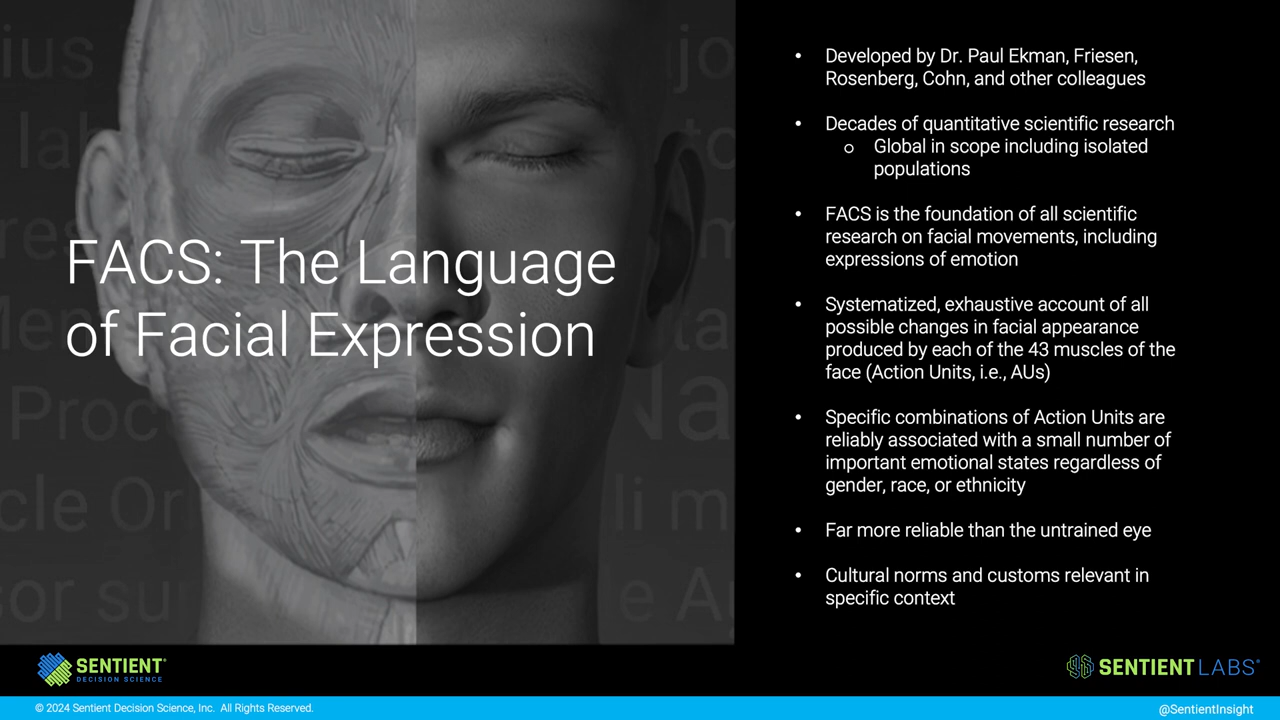 FACS: The Language
of Facial Expression
• Developed by Dr. Paul Ekman, Friesen,
Rosenberg, Cohn, and other colleagues
• Decades of quantitative scientific research
o Global in scope including isolated
populations
• FACS is the foundation of all scientific
research on facial movements, including
expressions of emotion
• Systematized, exhaustive account of all
possible changes in facial appearance
produced by each of the 43 muscles of the
face (Action Units, i.e., AUs)
• Specific combinations of Action Units are
reliably associated with a small number of
important emotional states regardless of
gender, race, or ethnicity
• Far more reliable than the untrained eye
• Cultural norms and customs relevant in
specific context
SENTIENT®
DECISION SCIENCE
SENTIENT LABS®
© 2024 Sentient Decision Science, Inc. All Rights Reserved.
@SentientInsight